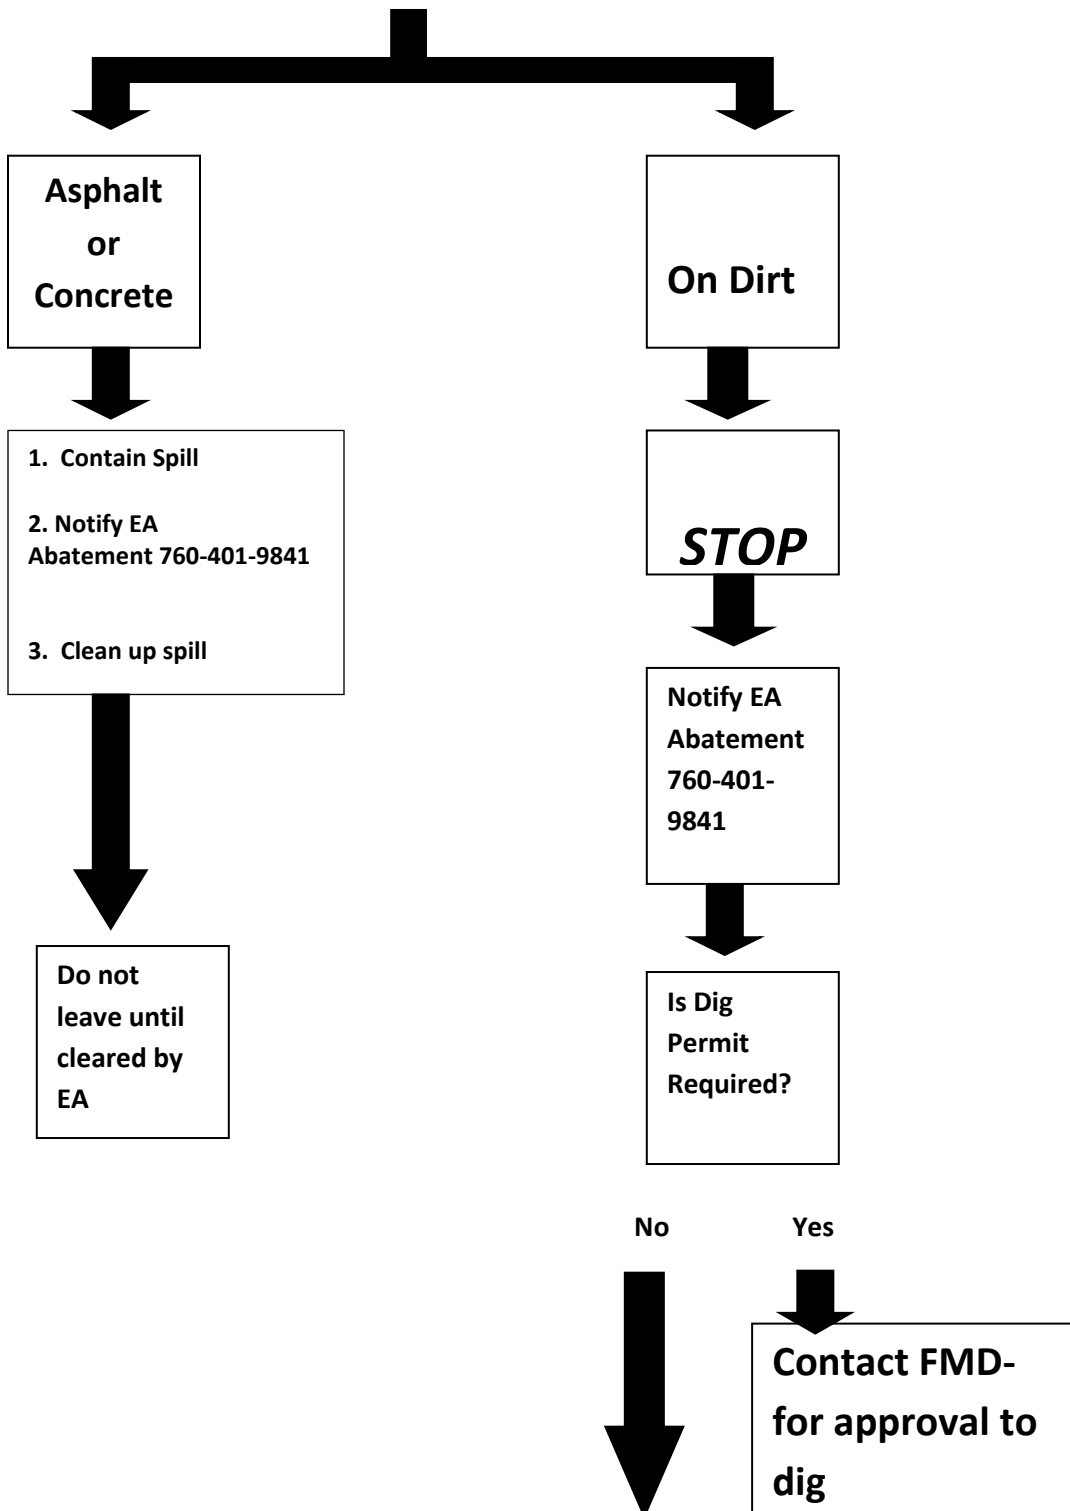 Asphalt
or
Concrete
On Dirt
1. Contain Spill
2. Notify EA
Abatement 760-401-9841
3. Clean up spill
STOP
Notify EA
Abatement
760-401-
9841
Do not
leave until
cleared by
EA
Is Dig
Permit
Required?
No
Yes
Contact FMD-
for approval to
dig